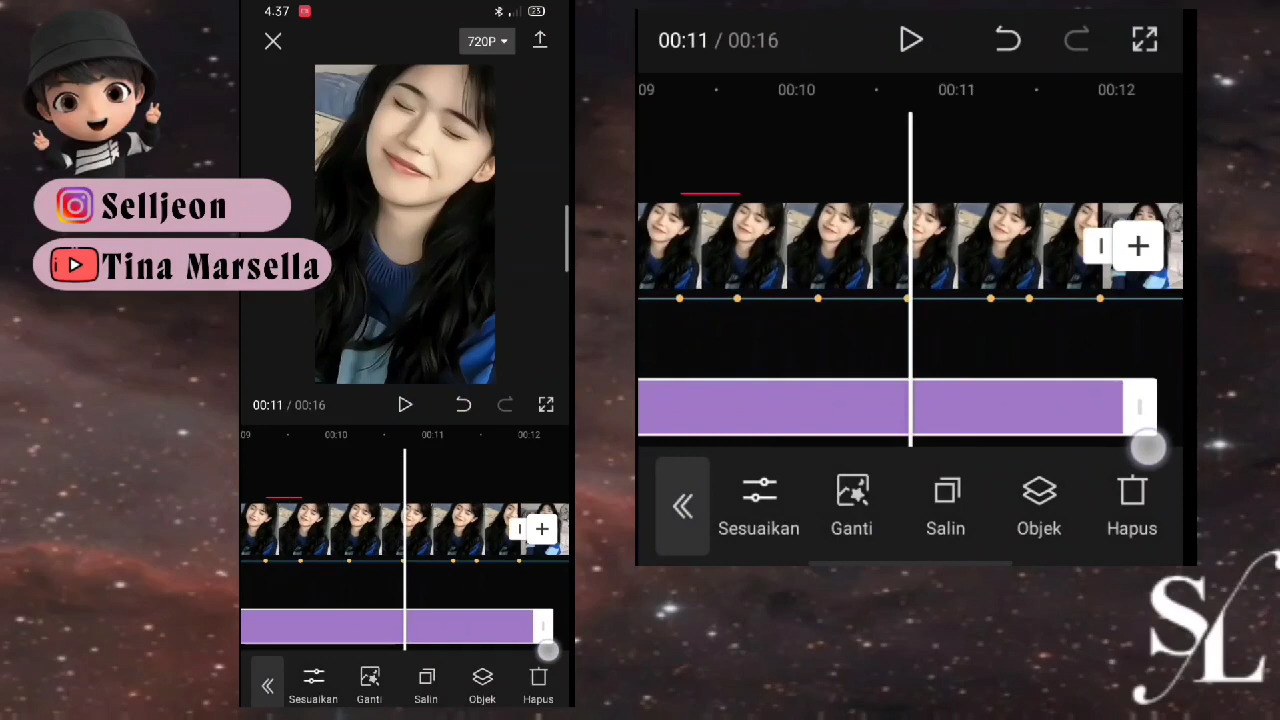 4.37
23
720P
Selljeon
Tina Marsella
00:11 / 00:16
09 00:10 00:11 00:12
Sesuaikan Ganti Salin Objek Hapus
00:11 / 00:16
09 00:10 00:11 00:12
Sesuaikan Ganti Salin Objek Hapus
SL